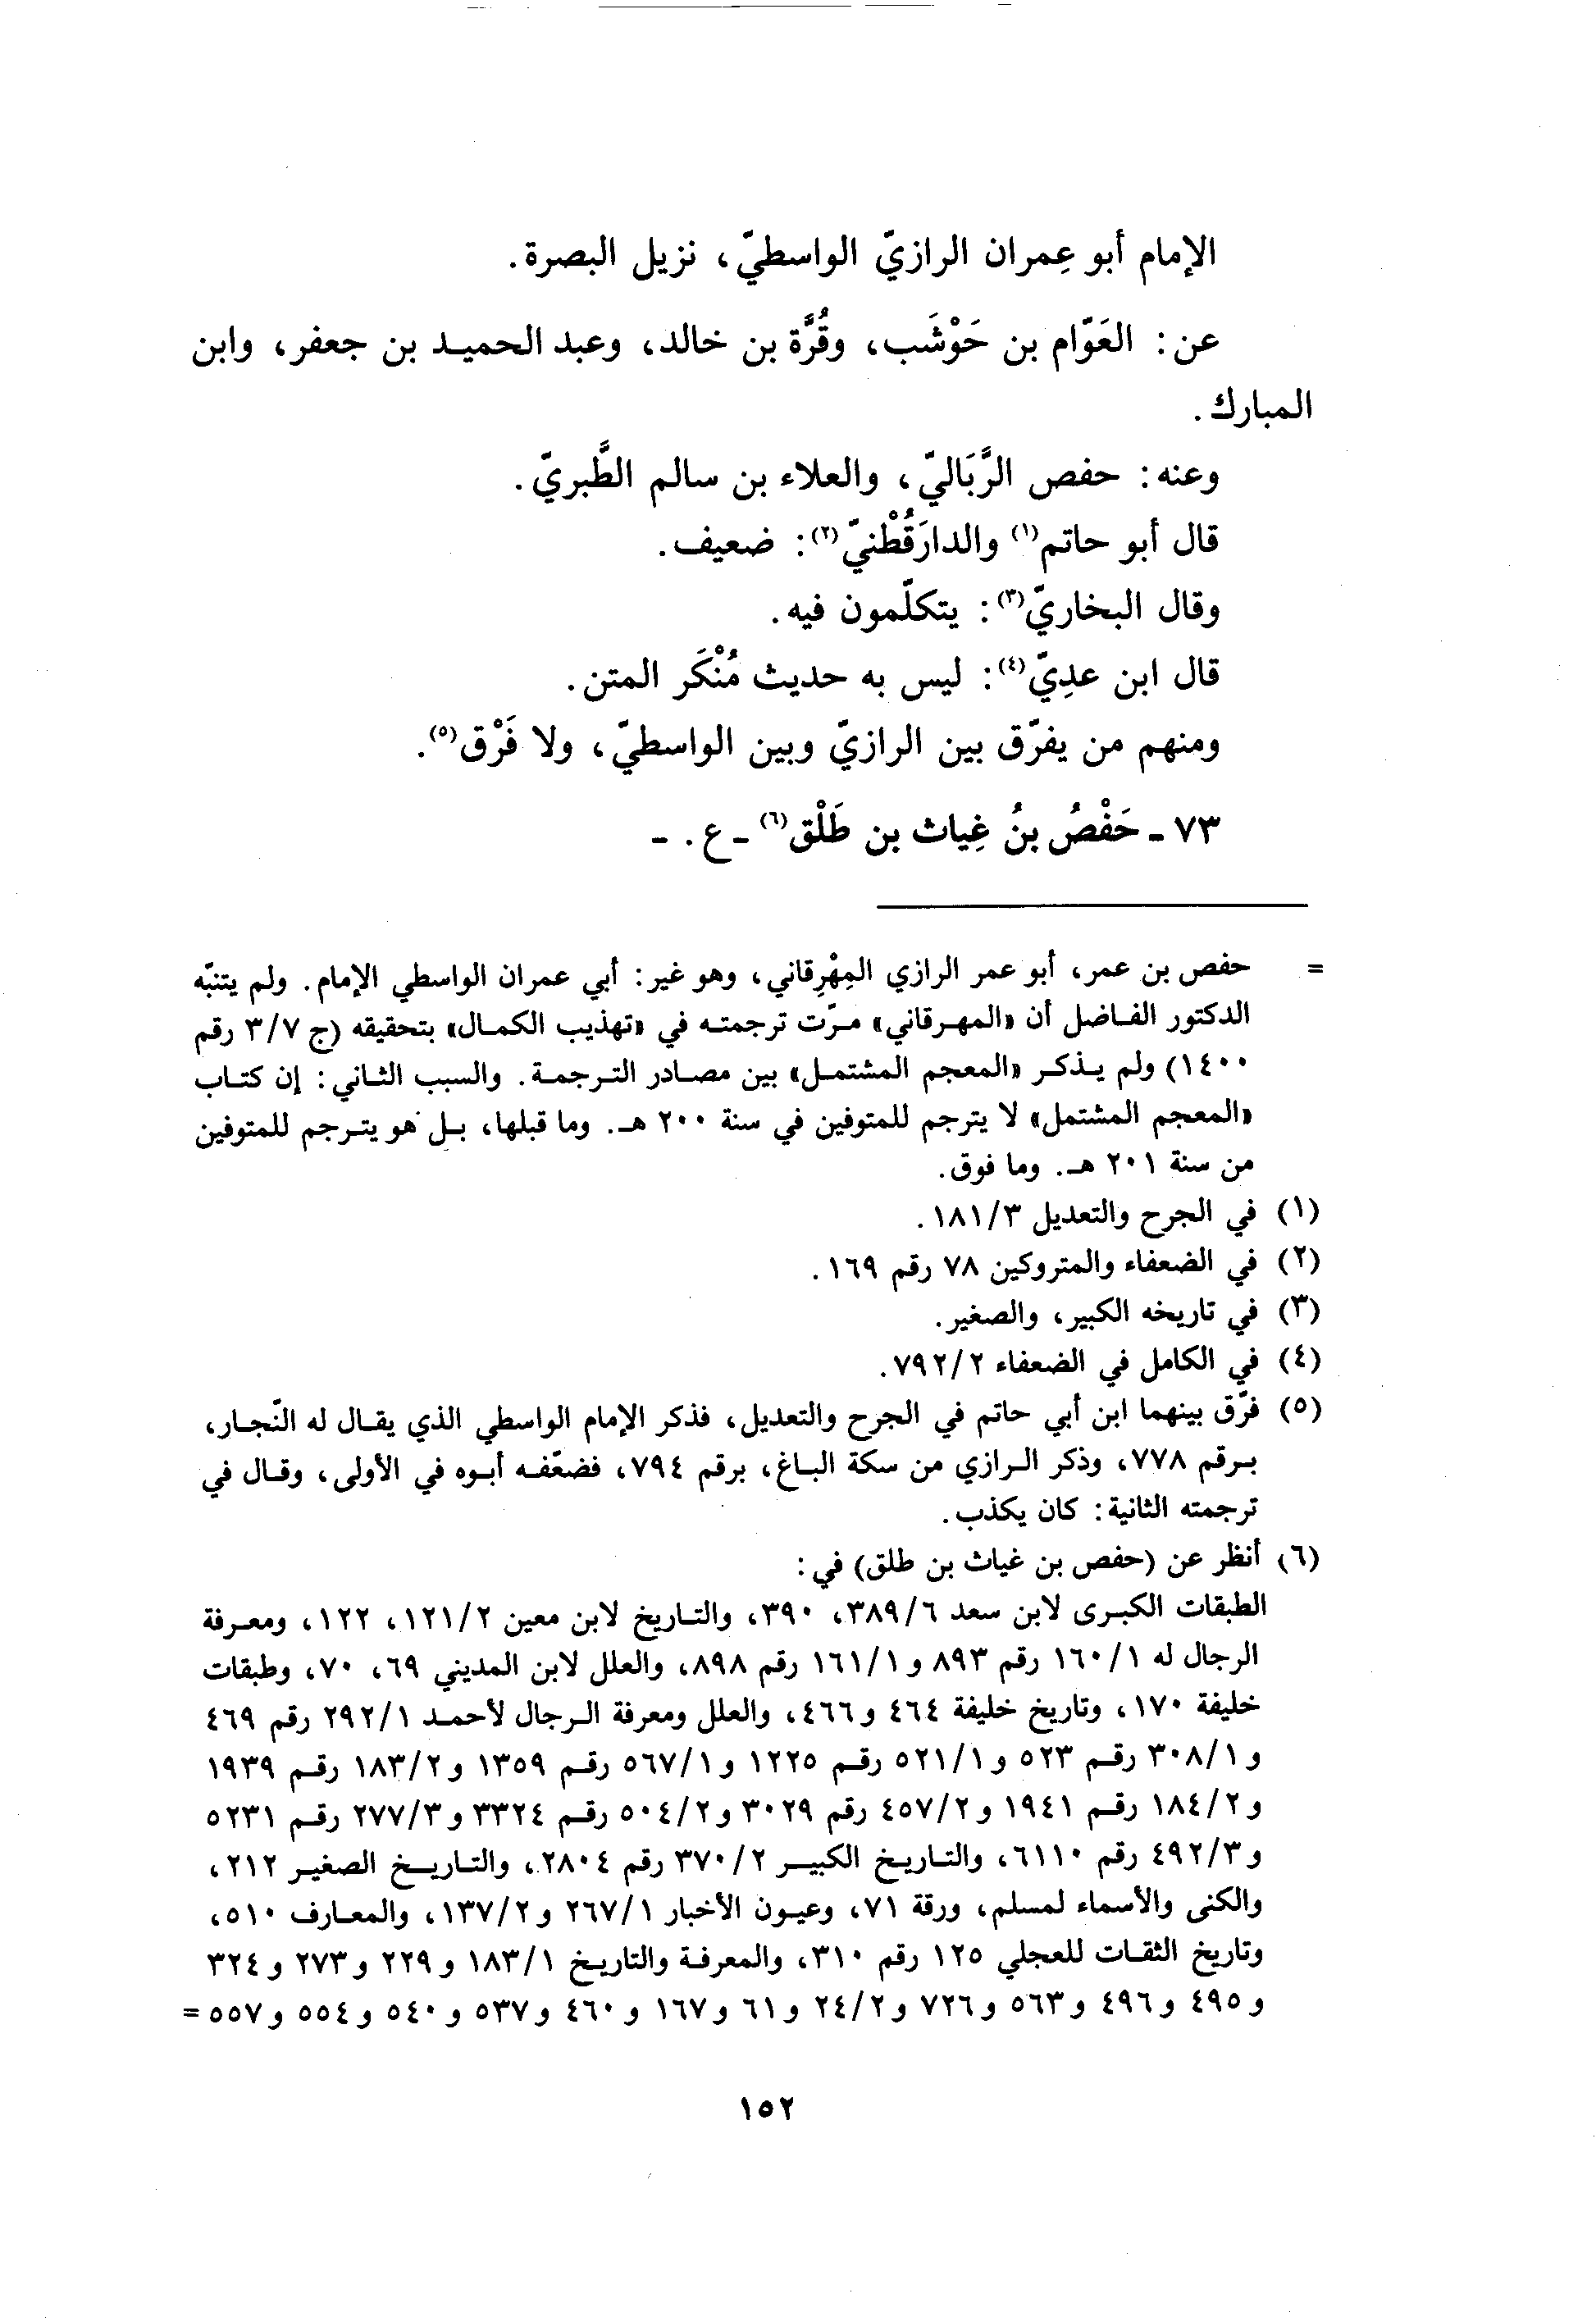 الإمام أبو عِمران الرازيّ الواسطيّ، نزيل البصرة.
عن: العَوّام بن حَوْشَب، وقُرَّة بن خالد، وعبد الحميد بن جعفر، وابن
المبارك.
وعنه: حفص الرَّبَاليّ، والعلاء بن سالم الطَّبريّ.
قال أبو حاتم(١) والدارَقُطْنيّ(٢): ضعيف.
وقال البخاريّ(٣): يتكلّمون فيه.
قال ابن عدِيّ(٤): ليس به حديث مُنْكَر المتن.
ومنهم من يفرّق بين الرازيّ وبين الواسطيّ، ولا فَرْق(٥).
٧٣ - حَفْصُ بنُ غِياث بن طَلْق(٦) - ع. -
= حفص بن عمر، أبو عمر الرازي المِهْرِقاني، وهو غير: أبي عمران الواسطي الإمام. ولم يتنبّه
الدكتور الفاضل أن «المهرقاني» مرّت ترجمته في «تهذيب الكمال» بتحقيقه (ج ٣/٧ رقم
١٤٠٠) ولم يذكر «المعجم المشتمل» بين مصادر الترجمة. والسبب الثاني: إن كتاب
«المعجم المشتمل» لا يترجم للمتوفين في سنة ٢٠٠ هـ. وما قبلها، بل هو يترجم للمتوفين
من سنة ٢٠١ هـ. وما فوق.
(١) في الجرح والتعديل ١٨١/٣.
(٢) في الضعفاء والمتروكين ٧٨ رقم ١٦٩.
(٣) في تاريخه الكبير، والصغير.
(٤) في الكامل في الضعفاء ٧٩٢/٢.
(٥) فرّق بينهما ابن أبي حاتم في الجرح والتعديل، فذكر الإمام الواسطي الذي يقال له النّجار،
برقم ٧٧٨، وذكر الرازي من سكة الباغ، برقم ٧٩٤، فضعّفه أبوه في الأولى، وقال في
ترجمته الثانية: كان يكذب.
(٦) أنظر عن (حفص بن غياث بن طلق) في:
الطبقات الكبرى لابن سعد ٣٨٩/٦، ٣٩٠، والتاريخ لابن معين ١٢١/٢، ١٢٢، ومعرفة
الرجال له ١٦٠/١ رقم ٨٩٣ و ١٦١/١ رقم ٨٩٨، والعلل لابن المديني ٦٩، ٧٠، وطبقات
خليفة ١٧٠، وتاريخ خليفة ٤٦٤ و٤٦٦، والعلل ومعرفة الرجال لأحمد ٢٩٢/١ رقم ٤٦٩
و٣٠٨/١ رقم ٥٢٣ و٥٢١/١ رقم ١٢٢٥ و٥٦٧/١ رقم ١٣٥٩ و١٨٣/٢ رقم ١٩٣٩
و١٨٤/٢ رقم ١٩٤١ و٤٥٧/٢ رقم ٣٠٢٩ و٥٠٤/٢ رقم ٣٣٢٤ و٢٧٧/٣ رقم ٥٢٣١
و٤٩٢/٣ رقم ٦١١٠، والتاريخ الكبير ٣٧٠/٢ رقم ٢٨٠٤، والتاريخ الصغير ٢١٢،
والكنى والأسماء لمسلم، ورقة ٧١، وعيون الأخبار ٢٦٧/١ و١٣٧/٢، والمعارف ٥١٠،
وتاريخ الثقات للعجلي ١٢٥ رقم ٣١٠، والمعرفة والتاريخ ١٨٣/١ و٢٢٩ و٢٧٣ و٣٢٤
و٤٩٥ و٤٩٦ و٥٦٣ و٧٢٦ و٢٤/٢ و٦١ و١٦٧ و٤٦٠ و٥٣٧ و٥٤٠ و٥٥٤ و٥٥٧ =
١٥٢